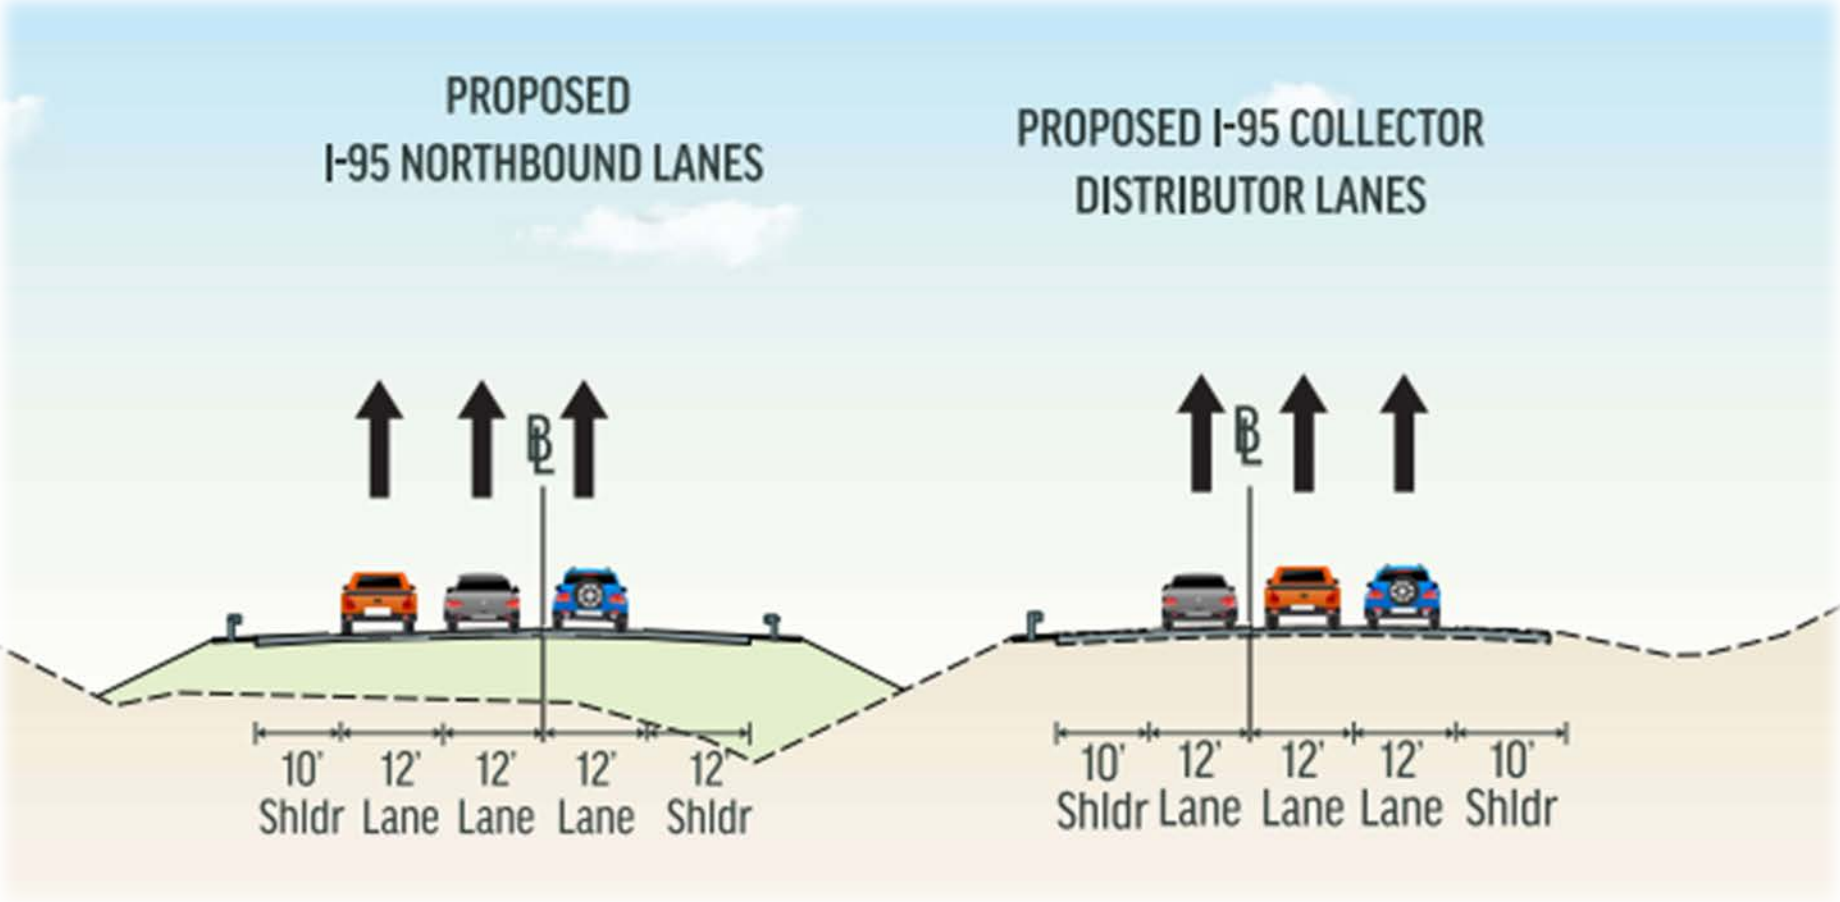 PROPOSED
I-95 NORTHBOUND LANES
PROPOSED I-95 COLLECTOR
DISTRIBUTOR LANES
BL
BL
10' 12' 12' 12' 12'
Shldr Lane Lane Lane Shldr
10' 12' 12' 12' 10'
Shldr Lane Lane Lane Shldr